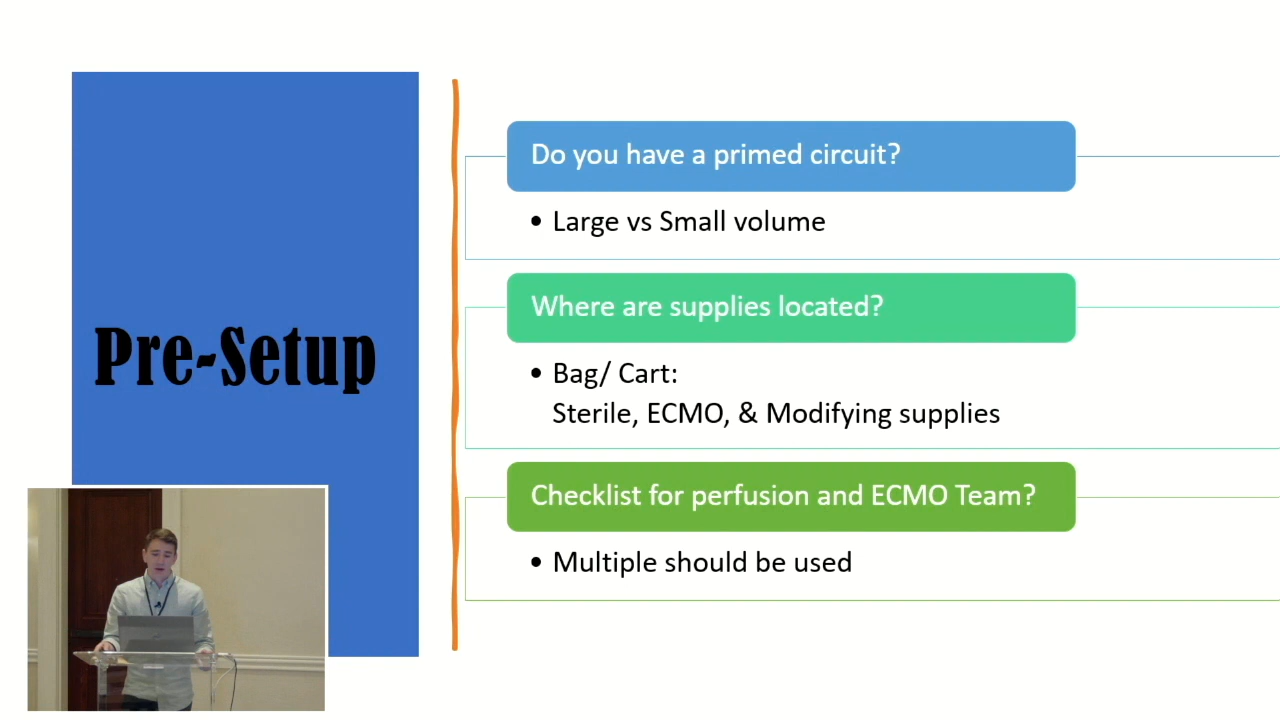 Pre-Setup
Do you have a primed circuit?
• Large vs Small volume
Where are supplies located?
• Bag/ Cart:
Sterile, ECMO, & Modifying supplies
Checklist for perfusion and ECMO Team?
• Multiple should be used